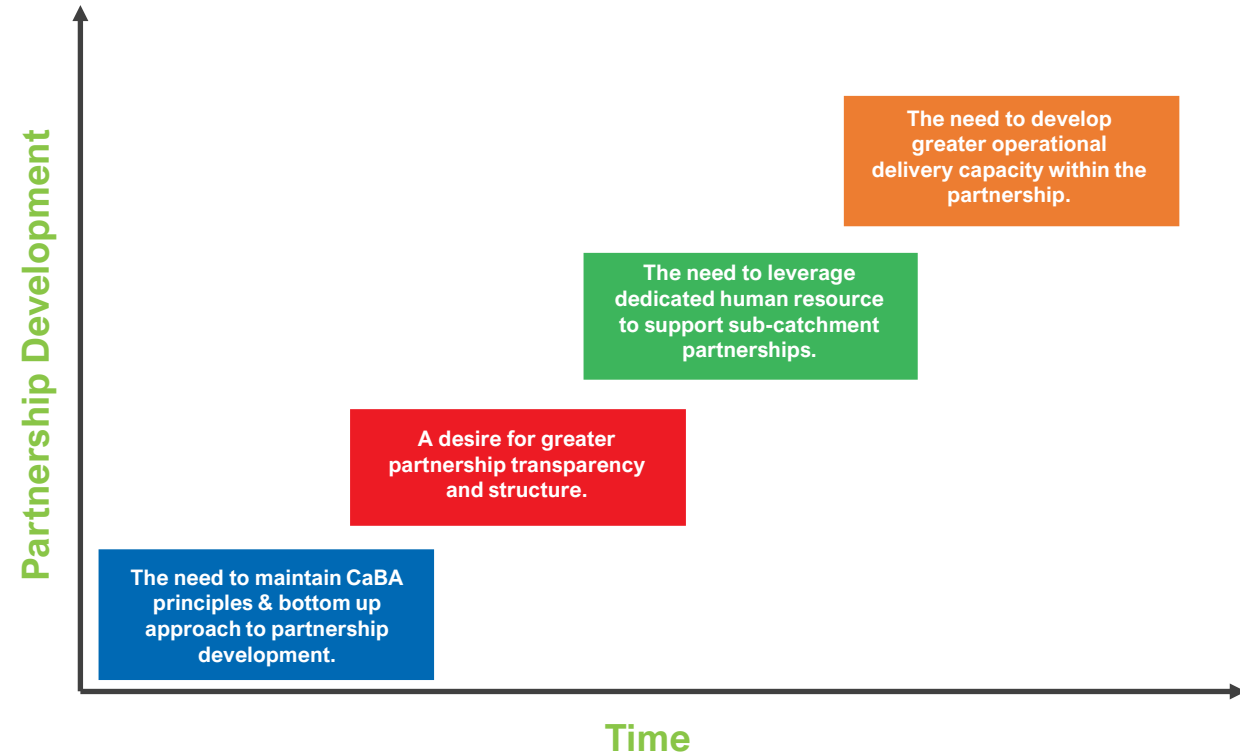 Partnership Development
The need to develop
greater operational
delivery capacity within the
partnership.
The need to leverage
dedicated human resource
to support sub-catchment
partnerships.
A desire for greater
partnership transparency
and structure.
The need to maintain CaBA
principles & bottom up
approach to partnership
development.
Time